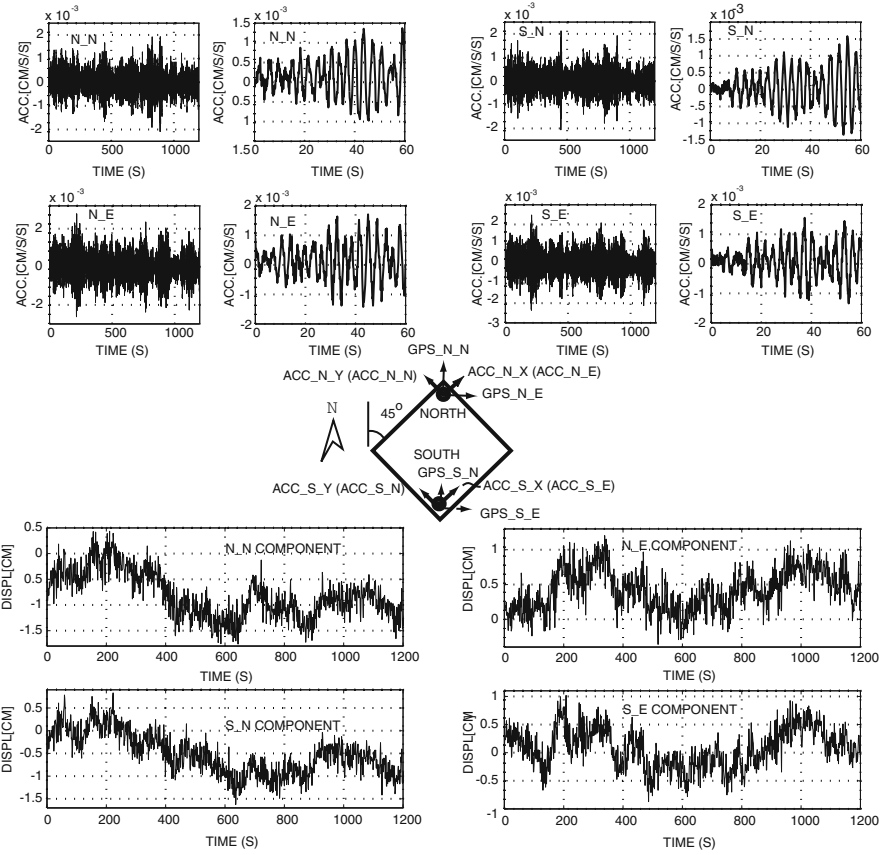 x 10 -3
2
1
0
-1
-2
ACC.[CM/S/S]
N_N
0
500
1000
TIME (S)
x 10 -3
1.5
1
0.5
0
0.5
1
1.50
ACC.[CM/S/S]
N_N
20
40
60
TIME (S)
x 10 -3
2
1
0
-1
-2
ACC.[CM/S/S]
S_N
0
500
1000
TIME (S)
x10-3
1.5
1
0.5
0
-.5
-1
-1.5
ACC.[CM/S/S]
S_N
0
20
40
60
TIME (S)
x 10 -3
2
0
-2
ACC.[CM/S/S]
N_E
0
500
1000
TIME (S)
x 10 -3
2
1
0
-1
-2
ACC.[CM/S/S]
N_E
0
20
40
60
TIME (S)
x 10 -3
2
1
0
-1
2
-3
ACC.[CM/S/S]
S_E
0
500
1000
TIME (S)
x 10 -3
2
1
0
-1
-2
ACC.[CM/S/S]
S_E
0
20
40
60
TIME (S)
GPS_N_N
ACC_N_Y (ACC_N_N)
ACC_N_X (ACC_N_E)
GPS_N_E
N
45o
NORTH
SOUTH
GPS_S_N
ACC_S_Y (ACC_S_N)
ACC_S_X (ACC_S_E)
GPS_S_E
0.5
0
-0.5
-1.0
-1.5
DISPL[CM]
N_N COMPONENT
0
200
400
600
800
1000
1200
TIME (S)
1
0.5
0
DISPL[CM]
N_E COMPONENT
0
200
400
600
800
1000
1200
TIME (S)
0.5
0
-0.5
-1
-1.5
DISPL[CM]
S_N COMPONENT
0
200
400
600
800
1000
1200
TIME (S)
1
0.5
0
-0.5
-1
DISPL[CM]
S_E COMPONENT
0
200
400
600
800
1000
1200
TIME (S)